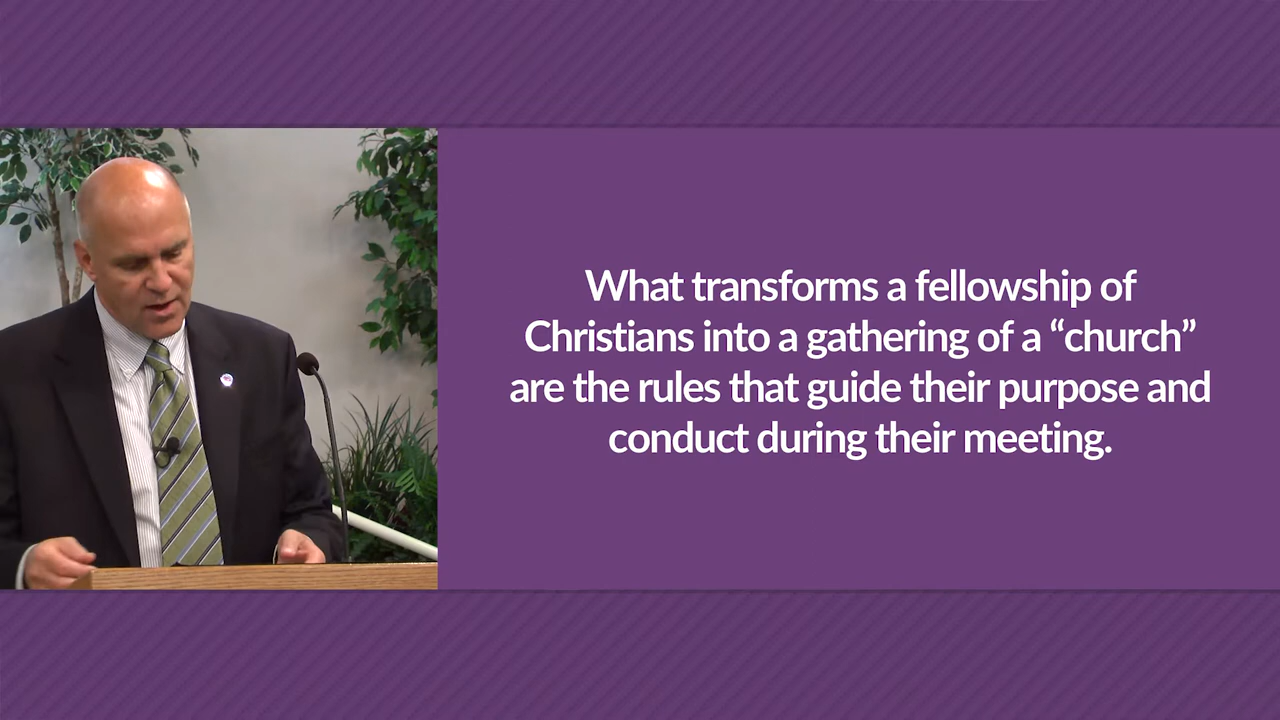 What transforms a fellowship of
Christians into a gathering of a “church”
are the rules that guide their purpose and
conduct during their meeting.